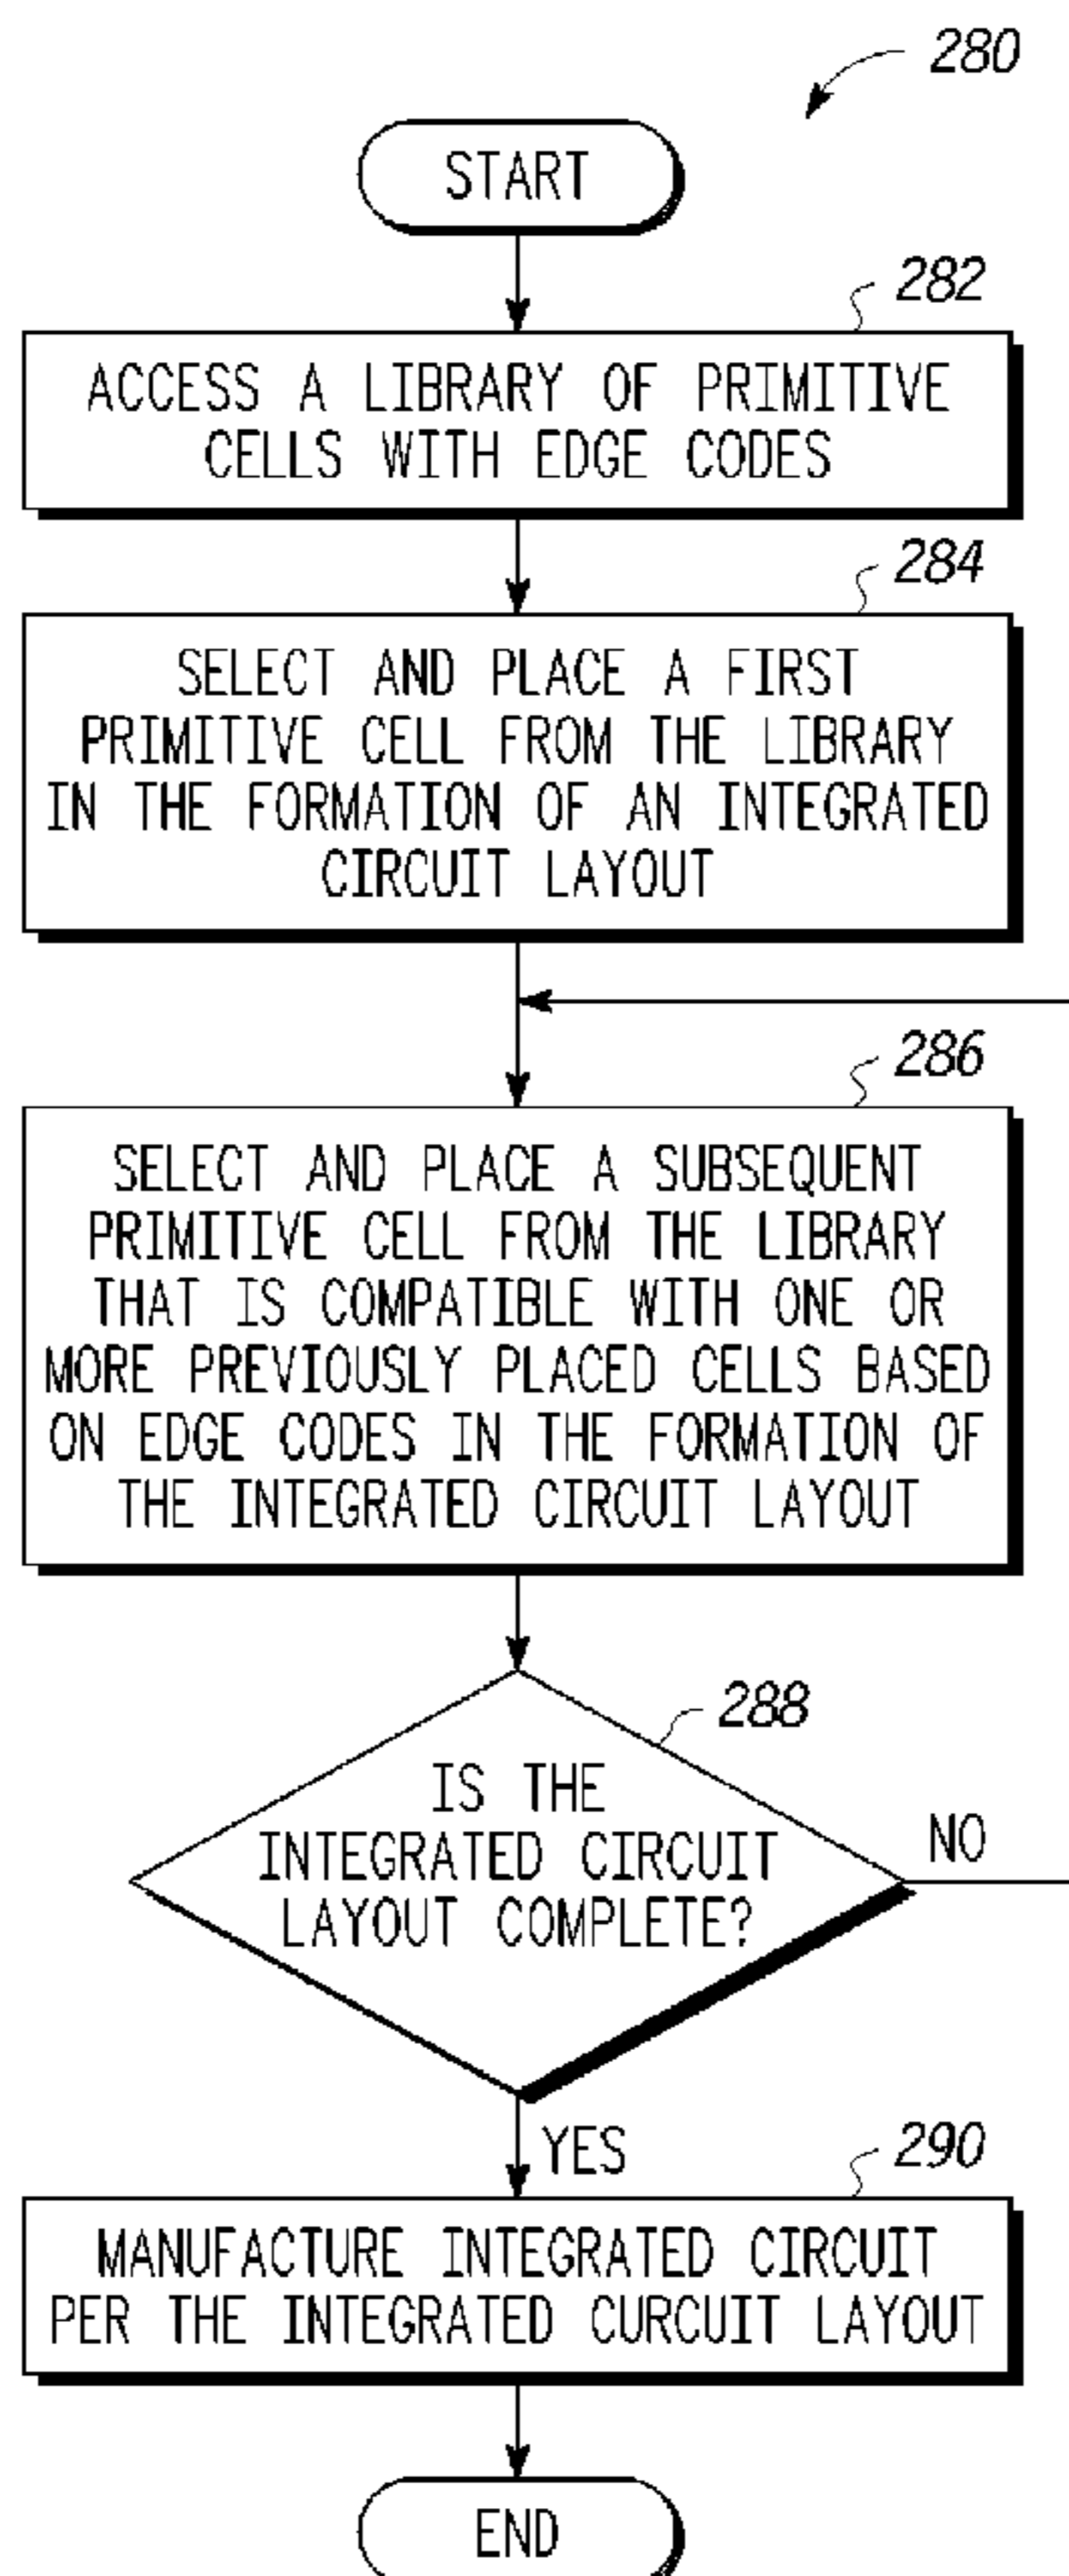 280
START
282
ACCESS A LIBRARY OF PRIMITIVE
CELLS WITH EDGE CODES
284
SELECT AND PLACE A FIRST
PRIMITIVE CELL FROM THE LIBRARY
IN THE FORMATION OF AN INTEGRATED
CIRCUIT LAYOUT
286
SELECT AND PLACE A SUBSEQUENT
PRIMITIVE CELL FROM THE LIBRARY
THAT IS COMPATIBLE WITH ONE OR
MORE PREVIOUSLY PLACED CELLS BASED
ON EDGE CODES IN THE FORMATION OF
THE INTEGRATED CIRCUIT LAYOUT
288
IS THE
INTEGRATED CIRCUIT
LAYOUT COMPLETE?
NO
YES
290
MANUFACTURE INTEGRATED CIRCUIT
PER THE INTEGRATED CURCUIT LAYOUT
END